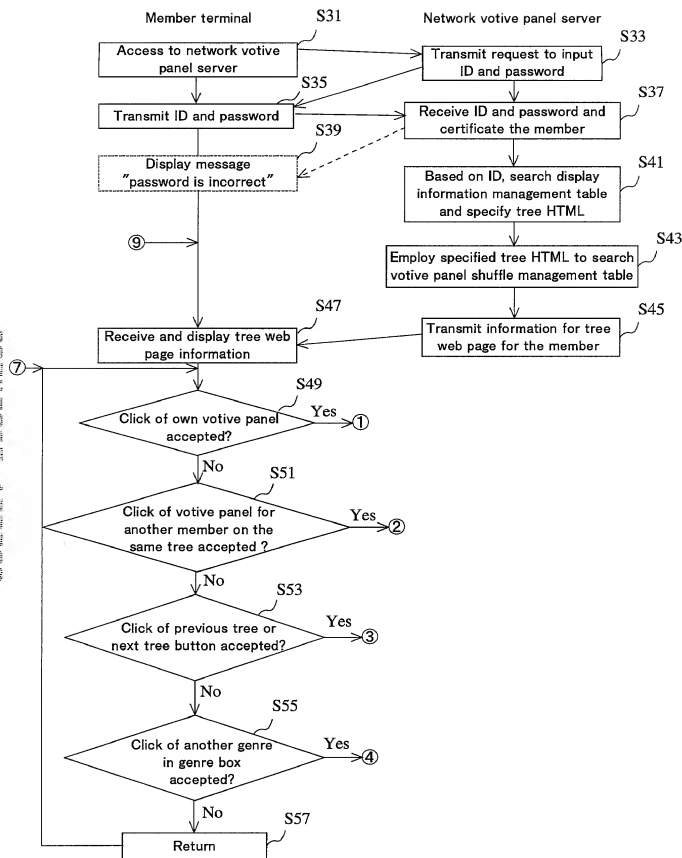 Member terminal
Network votive panel server
S31
Access to network votive
panel server
S33
Transmit request to input
ID and password
S35
Transmit ID and password
S37
Receive ID and password and
certificate the member
S39
Display message
"password is incorrect"
S41
Based on ID, search display
information management table
and specify tree HTML
⑨
S43
Employ specified tree HTML to search
votive panel shuffle management table
S47
Receive and display tree web
page information
S45
Transmit information for tree
web page for the member
⑦
S49
Click of own votive panel
accepted?
Yes
①
No
S51
Click of votive panel for
another member on the
same tree accepted ?
Yes
②
No
S53
Click of previous tree or
next tree button accepted?
Yes
③
No
S55
Click of another genre
in genre box
accepted?
Yes
④
No
S57
Return